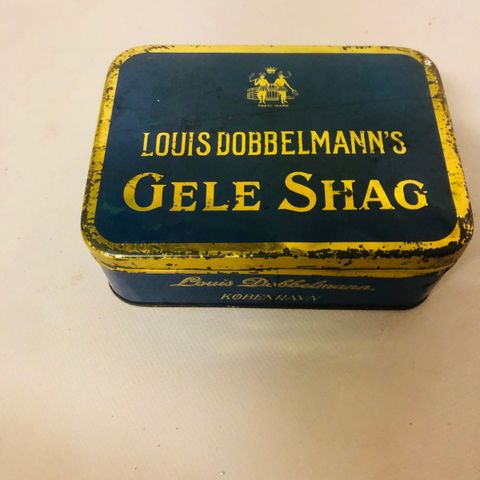 LOUIS DOBBELMANN'S
GELE SHAG
Louis Dobbelmann.
KØBENHAVN